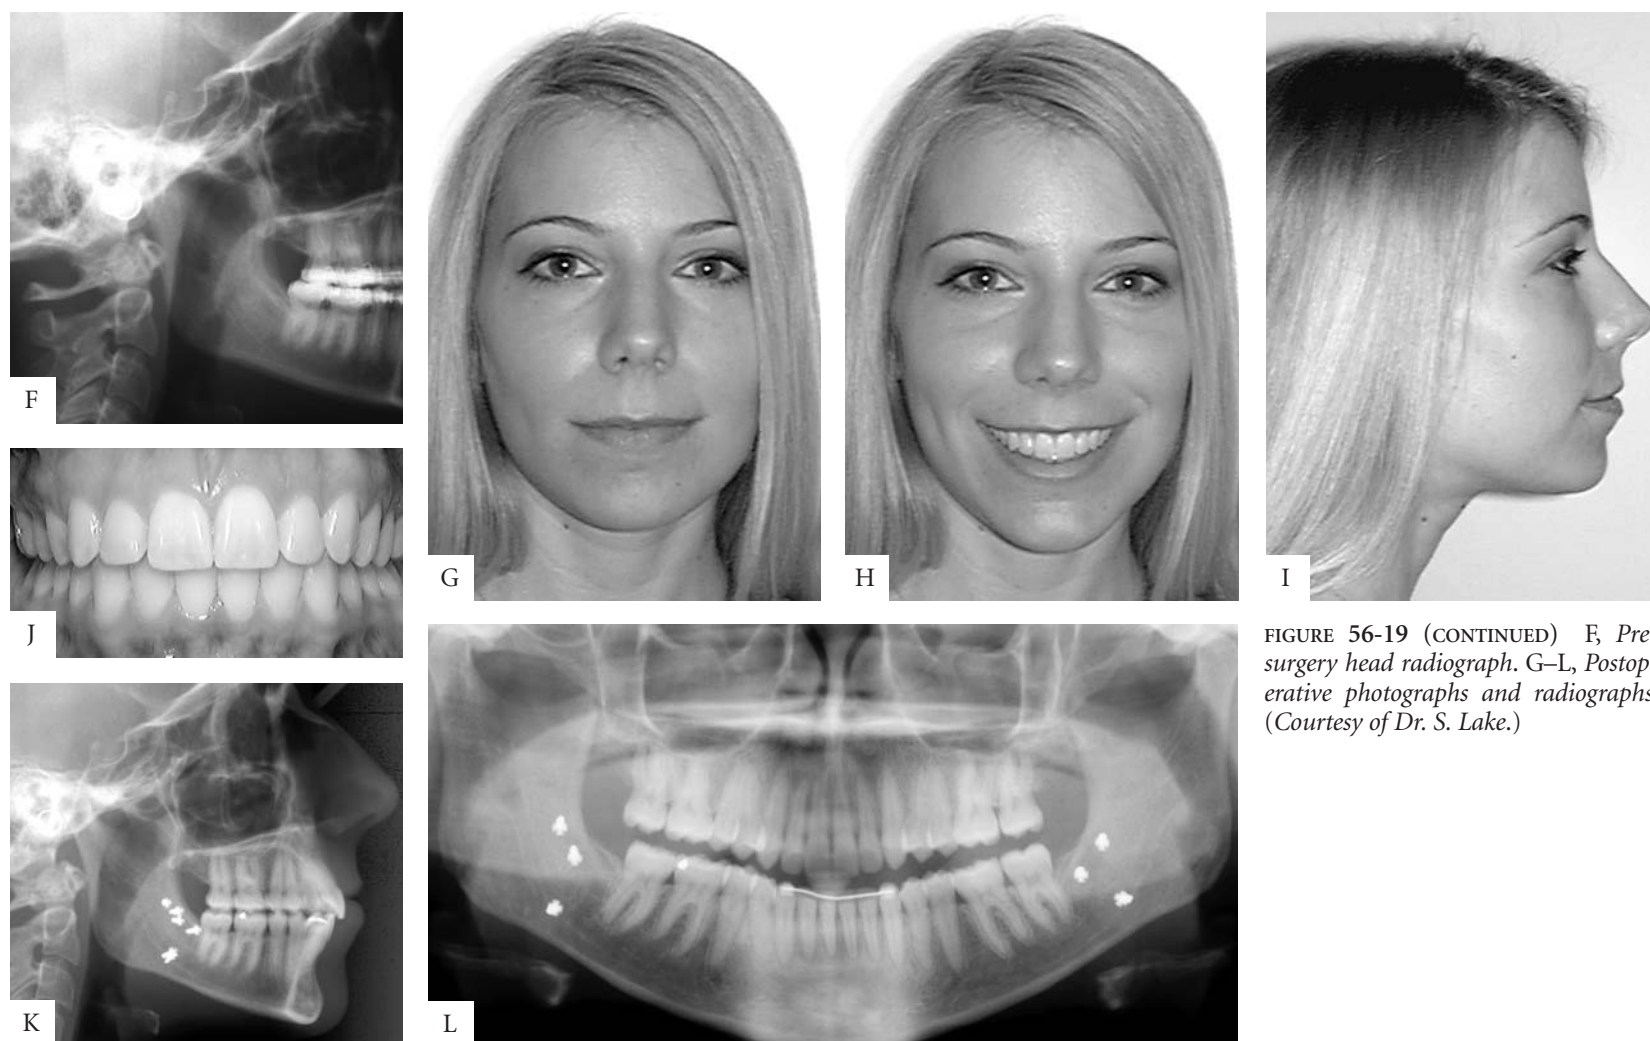 F
G
H
I
J
FIGURE 56-19 (CONTINUED) F, Pre
surgery head radiograph. G–L, Postop
erative photographs and radiographs
(Courtesy of Dr. S. Lake.)
K
L